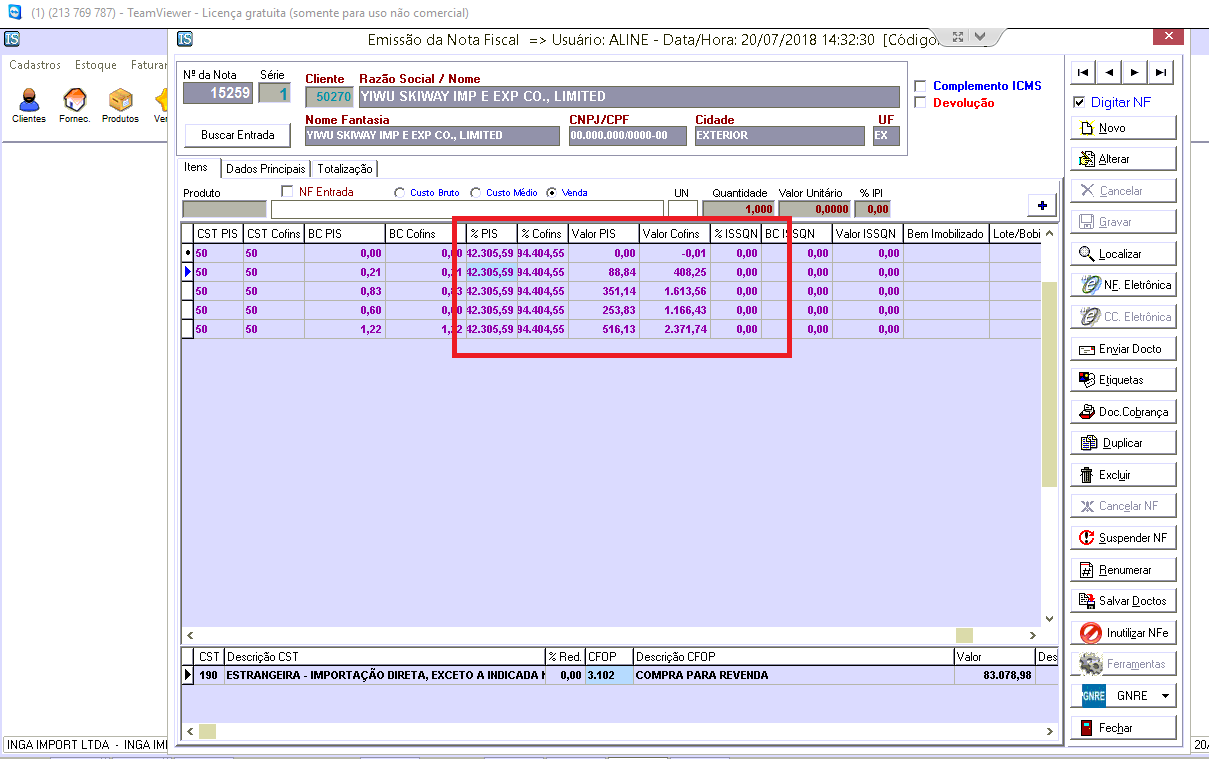 (1) (213 769 787) - TeamViewer - Licença gratuita (somente para uso não comercial)
Emissão da Nota Fiscal => Usuário: ALINE - Data/Hora: 20/07/2018 14:32:30 [Código
Cadastros Estoque Faturar
Clientes Fornec. Produtos Ver
Nº da Nota Série Cliente Razão Social / Nome
15259 1 50270 YIWU SKIWAY IMP E EXP CO., LIMITED
Nome Fantasia CNPJ/CPF Cidade UF
Buscar Entrada YIWU SKIWAY IMP E EXP CO., LIMITED 00.000.000/0000-00 EXTERIOR EX
Complemento ICMS
Devolução
Itens Dados Principais Totalização
Produto NF Entrada Custo Bruto Custo Médio Venda UN Quantidade Valor Unitário % IPI
1,000 0,0000 0,00 +
CST PIS CST Cofins BC PIS BC Cofins % PIS % Cofins Valor PIS Valor Cofins % ISSQN BC ISSQN Valor ISSQN Bem Imobilizado Lote/Bobi
50 50 0,00 0,00 42.305,59 94.404,55 0,00 -0,01 0,00 0,00 0,00
50 50 0,21 0,21 42.305,59 94.404,55 88,84 408,25 0,00 0,00 0,00
50 50 0,83 0,83 42.305,59 94.404,55 351,14 1.613,56 0,00 0,00 0,00
50 50 0,60 0,60 42.305,59 94.404,55 253,83 1.166,43 0,00 0,00 0,00
50 50 1,22 1,22 42.305,59 94.404,55 516,13 2.371,74 0,00 0,00 0,00
CST Descrição CST % Red. CFOP Descrição CFOP Valor Des
190 ESTRANGEIRA - IMPORTAÇÃO DIRETA, EXCETO A INDICADA 0,00 3.102 COMPRA PARA REVENDA 83.078,98
Digitar NF
Novo
Alterar
Cancelar
Gravar
Localizar
NF. Eletrônica
CC. Eletrônica
Enviar Docto
Etiquetas
Doc.Cobrança
Duplicar
Excluir
Cancelar NF
Suspender NF
Renumerar
Salvar Doctos
Inutilizar NFe
Ferramentas
GNRE GNRE
Fechar
INGA IMPORT LTDA - INGA IM
20/